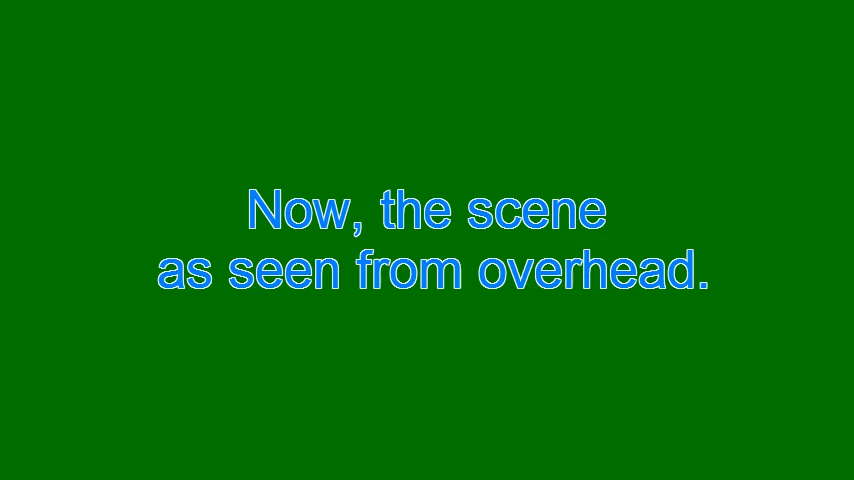 Now, the scene
as seen from overhead.